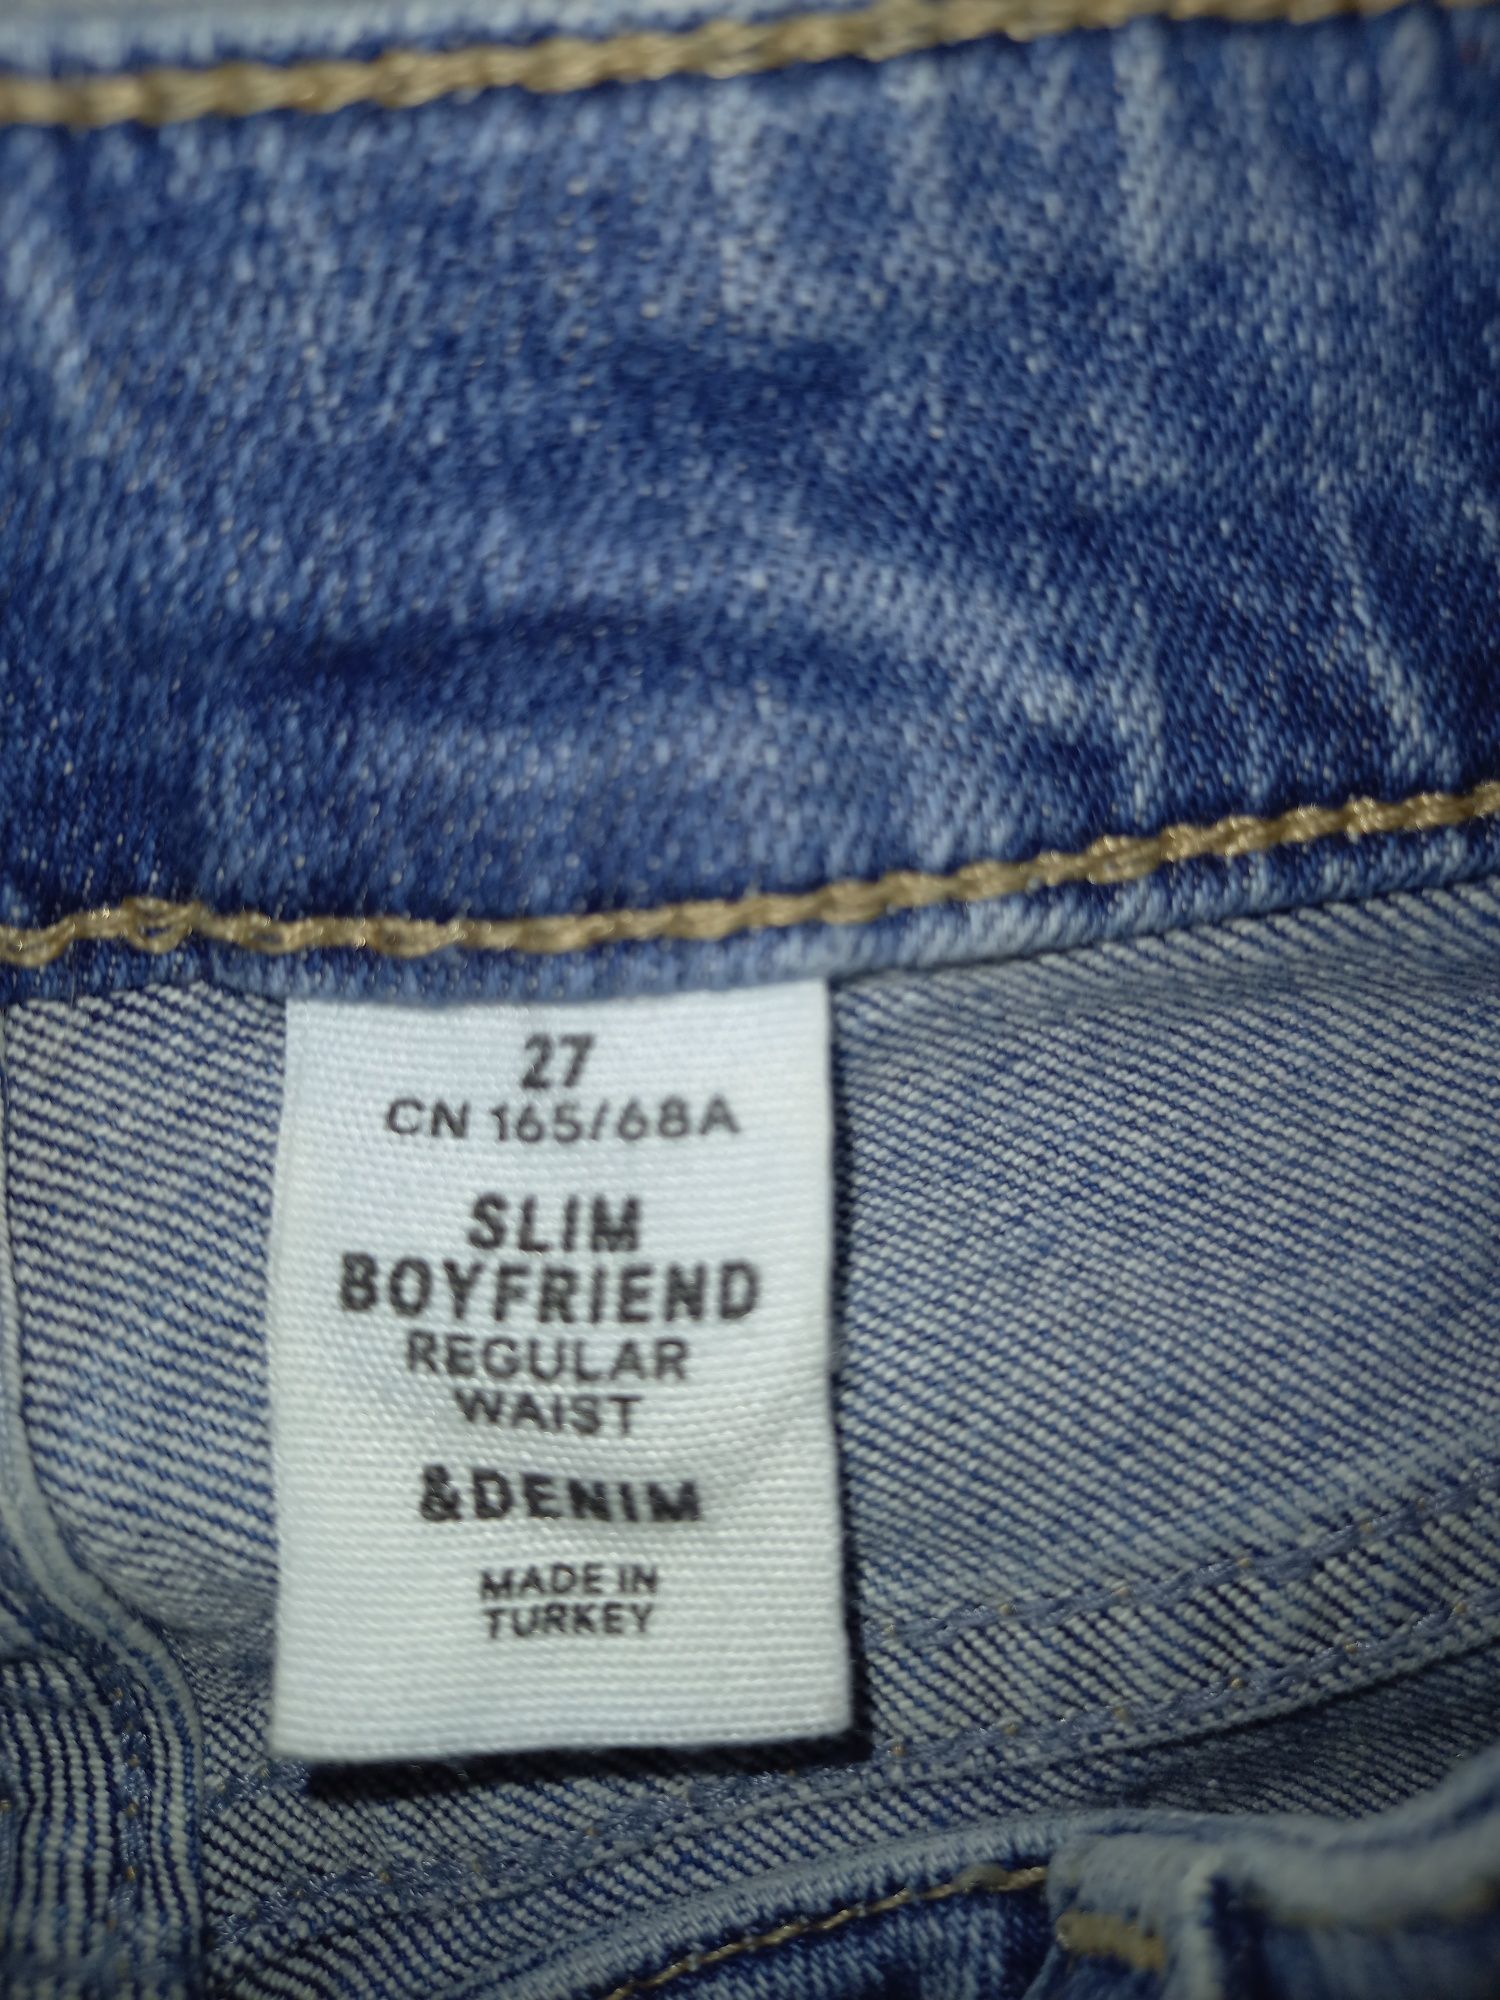 27
CN 165/68A
SLIM
BOYFRIEND
REGULAR
WAIST
&DENIM
MADE IN
TURKEY